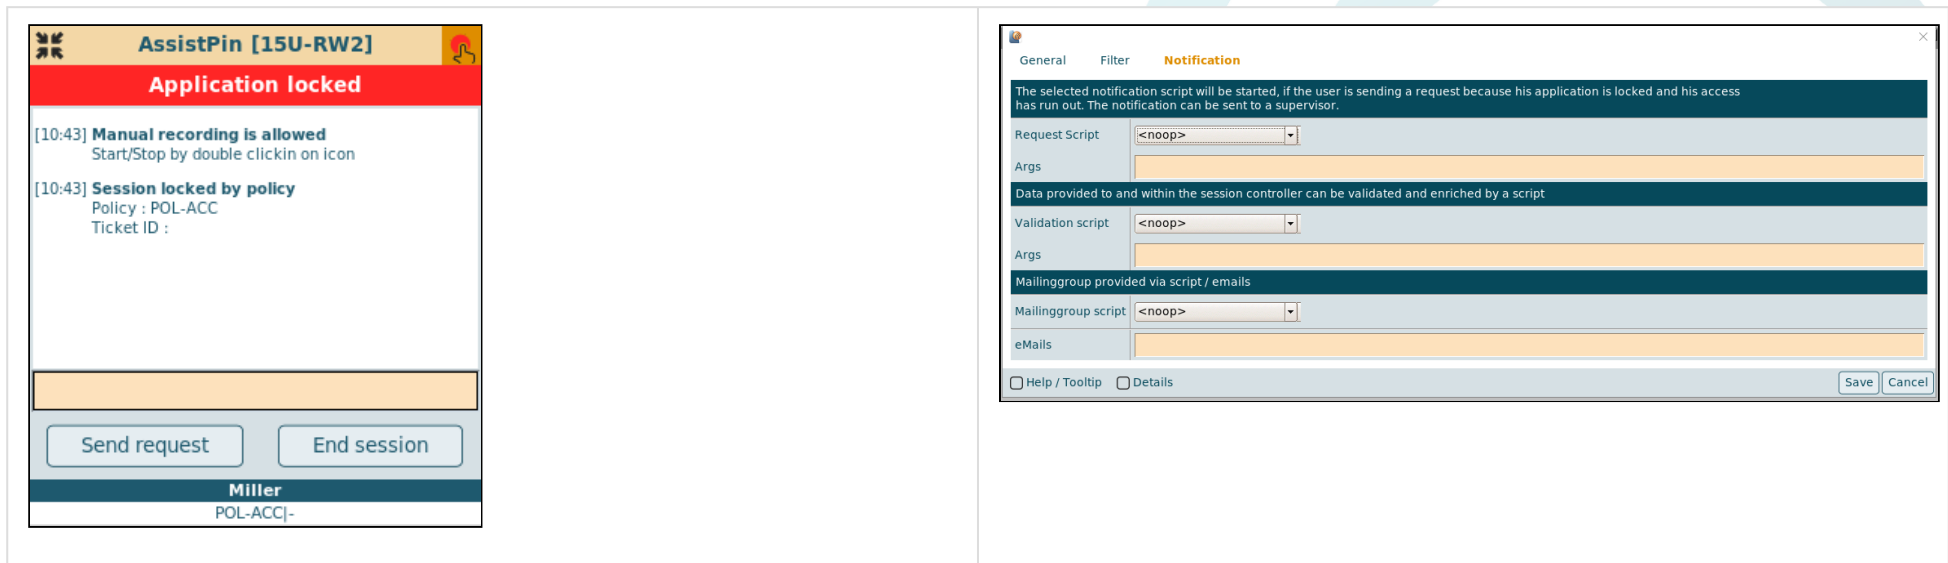 AssistPin [15U-RW2]
Application locked
[10:43] Manual recording is allowed
Start/Stop by double clickin on icon
[10:43] Session locked by policy
Policy : POL-ACC
Ticket ID :
Send request End session
Miller
POL-ACC|-
General Filter Notification
The selected notification script will be started, if the user is sending a request because his application is locked and his access
has run out. The notification can be sent to a supervisor.
Request Script <noop>
Args
Data provided to and within the session controller can be validated and enriched by a script
Validation script <noop>
Args
Mailinggroup provided via script / emails
Mailinggroup script <noop>
eMails
Help / Tooltip Details Save Cancel